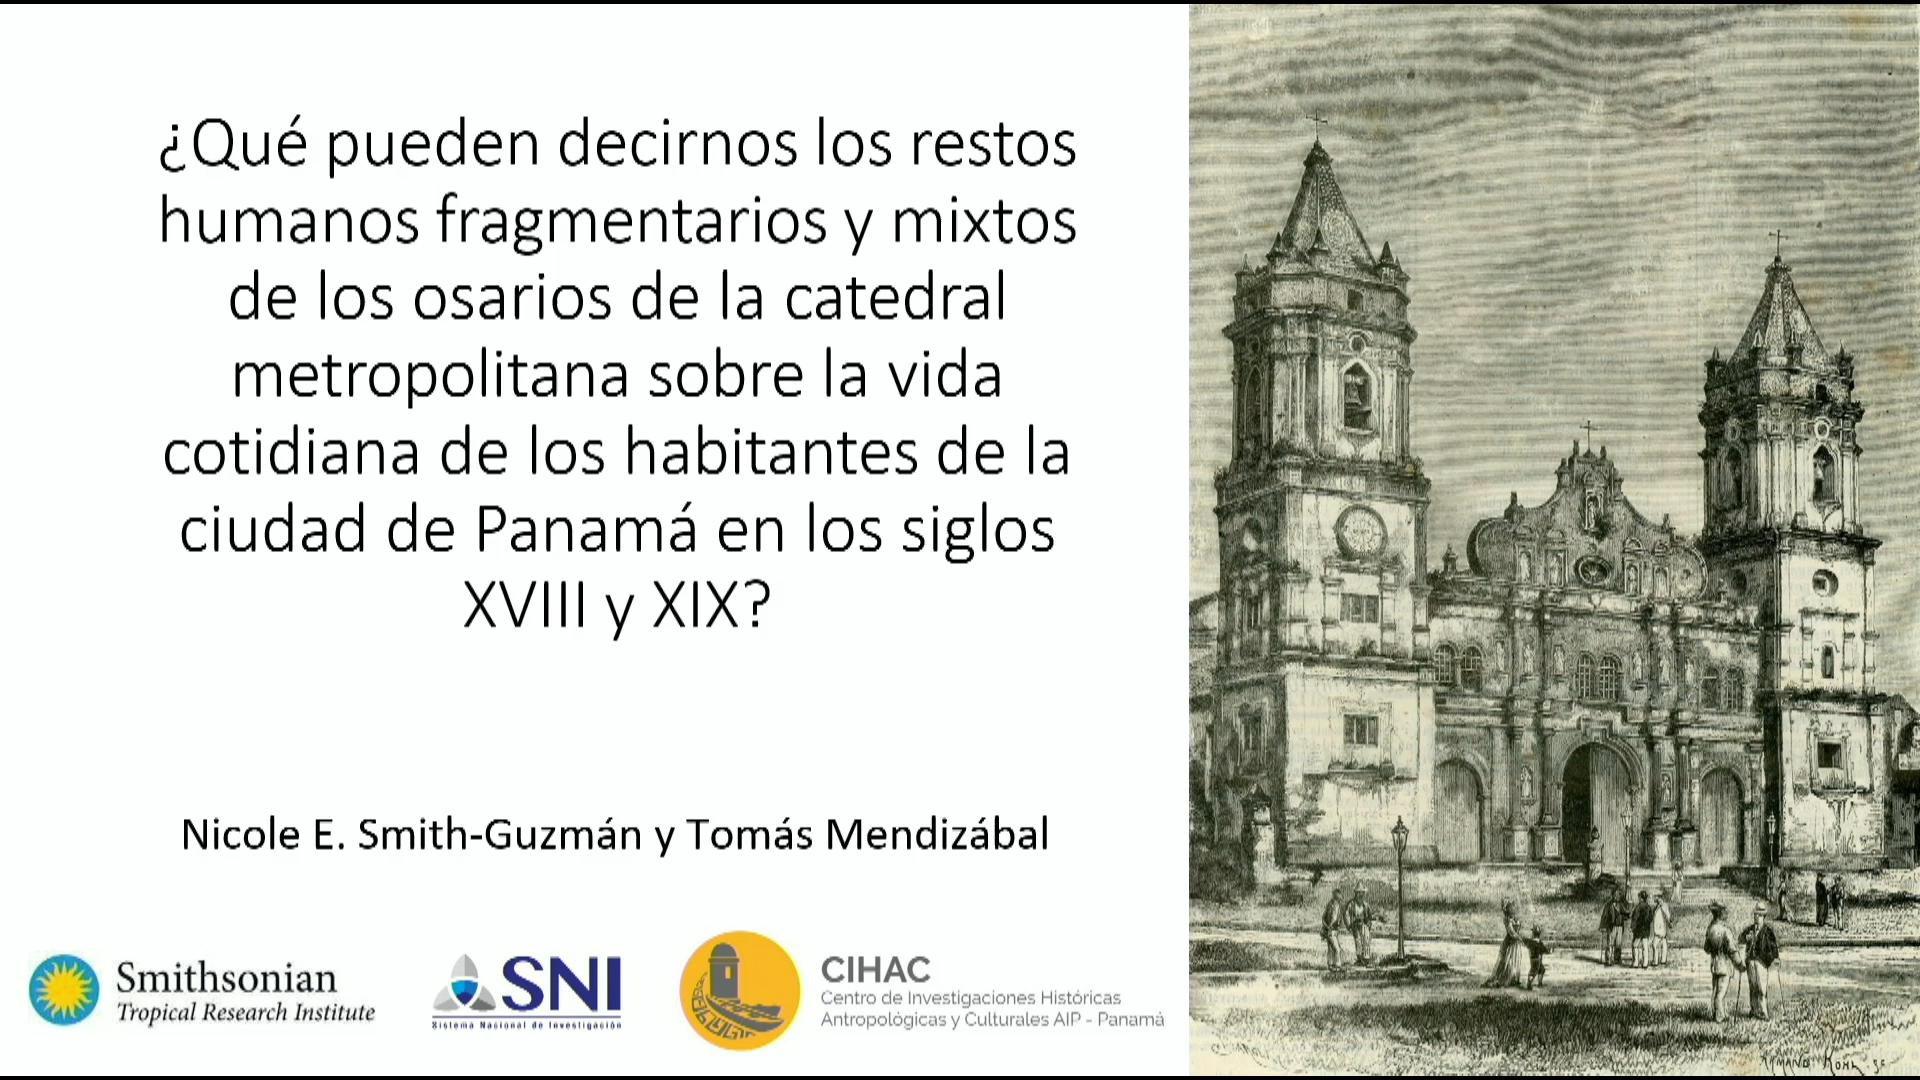 ¿Qué pueden decirnos los restos
humanos fragmentarios y mixtos
de los osarios de la catedral
metropolitana sobre la vida
cotidiana de los habitantes de la
ciudad de Panamá en los siglos
XVIII y XIX?
Nicole E. Smith-Guzmán y Tomás Mendizábal
Smithsonian
Tropical Research Institute
SNI
Sistema Nacional de Investigación
CIHAC
Centro de Investigaciones Históricas
Antropológicas y Culturales AIP - Panamá